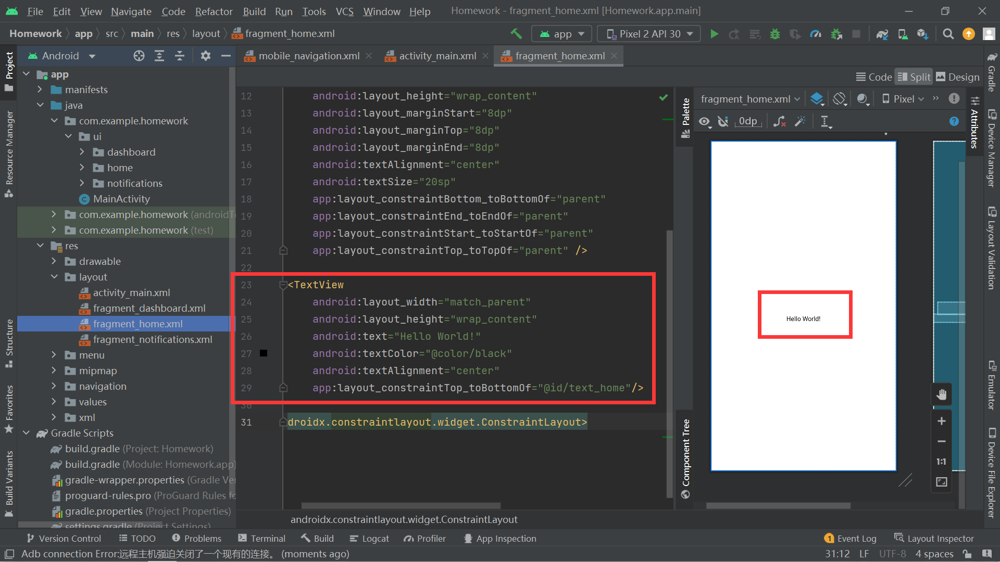 File Edit View Navigate Code Refactor Build Run Tools VCS Window Help Homework - fragment_home.xml [Homework.app.main]
Homework app src main res layout fragment_home.xml app Pixel 2 API 30
Android mobile_navigation.xml activity_main.xml fragment_home.xml
Code Split Design
Project
Resource Manager
Structure
Favorites
Build Variants
app
manifests
java
com.example.homework
ui
dashboard
home
notifications
MainActivity
com.example.homework (androidTe
com.example.homework (test)
res
drawable
layout
activity_main.xml
fragment_dashboard.xml
fragment_home.xml
fragment_notifications.xml
menu
mipmap
navigation
values
xml
Gradle Scripts
build.gradle (Project: Homework)
build.gradle (Module: Homework.app)
gradle-wrapper.properties (Gradle Ver
proguard-rules.pro (ProGuard Rules fo
gradle.properties (Project Properties)
settings.gradle (Project Settings)
12 android:layout_height="wrap_content"
13 android:layout_marginStart="8dp"
14 android:layout_marginTop="8dp"
15 android:layout_marginEnd="8dp"
16 android:textAlignment="center"
17 android:textSize="20sp"
18 app:layout_constraintBottom_toBottomOf="parent"
19 app:layout_constraintEnd_toEndOf="parent"
20 app:layout_constraintStart_toStartOf="parent"
21 app:layout_constraintTop_toTopOf="parent" />
22
23 <TextView
24 android:layout_width="match_parent"
25 android:layout_height="wrap_content"
26 android:text="Hello World!"
27 android:textColor="@color/black"
28 android:textAlignment="center"
29 app:layout_constraintTop_toBottomOf="@id/text_home"/>
30
31 droidx.constraintlayout.widget.ConstraintLayout>
androidx.constraintlayout.widget.ConstraintLayout
Palette
Component Tree
fragment_home.xml Pixel
0dp
Hello World!
1:1
Attributes
Gradle
Device Manager
Layout Validation
Emulator
Device File Explorer
Version Control TODO Problems Terminal Build Logcat Profiler App Inspection 1 Event Log Layout Inspector
Adb connection Error:远程主机强迫关闭了一个现有的连接。 (moments ago) 31:12 LF UTF-8 4 spaces